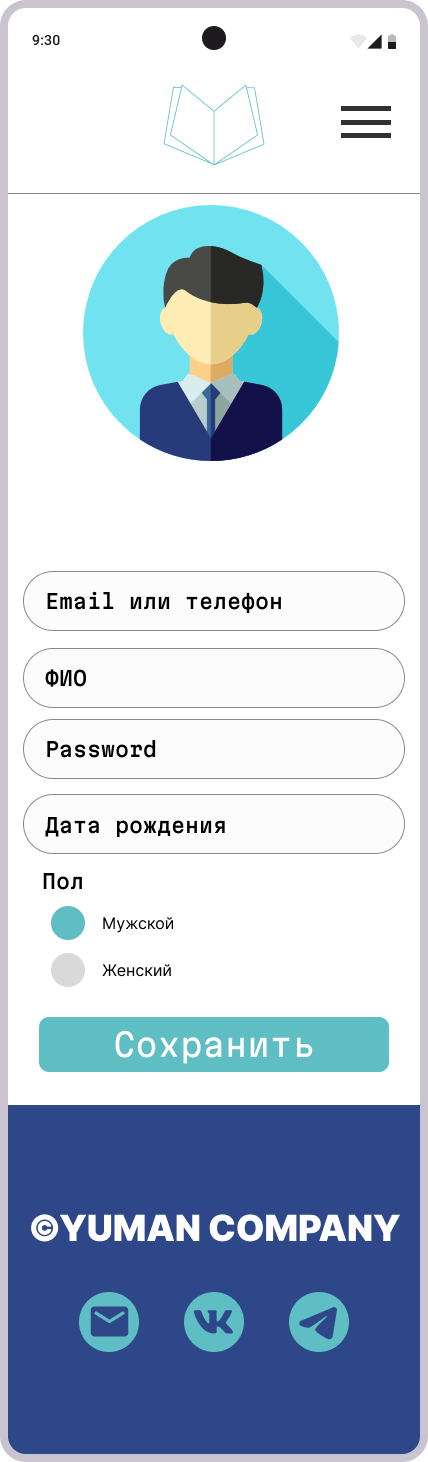 9:30
Email или телефон
ФИО
Password
Дата рождения
Пол
Мужской
Женский
Сохранить
©YUMAN COMPANY